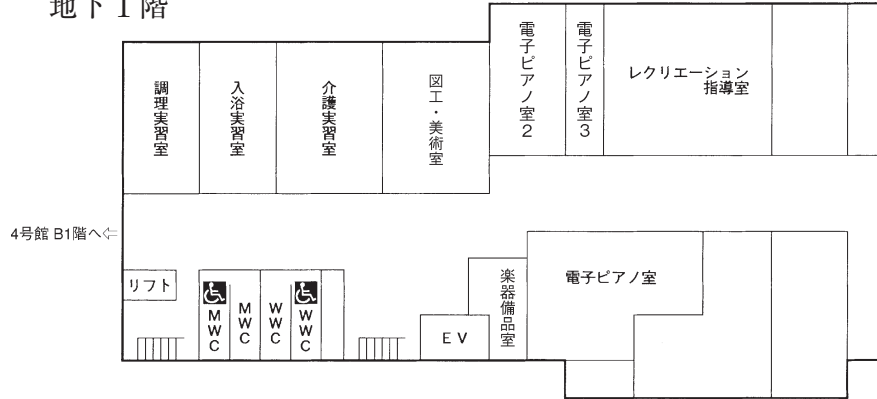 地下1階
調理実習室
入浴実習室
介護実習室
図工・美術室
電子ピアノ室2
電子ピアノ室3
レクリエーション
指導室
4号館 B1階へ⇦
リフト
MWC
MWC
WWC
WWC
EV
楽器備品室
電子ピアノ室